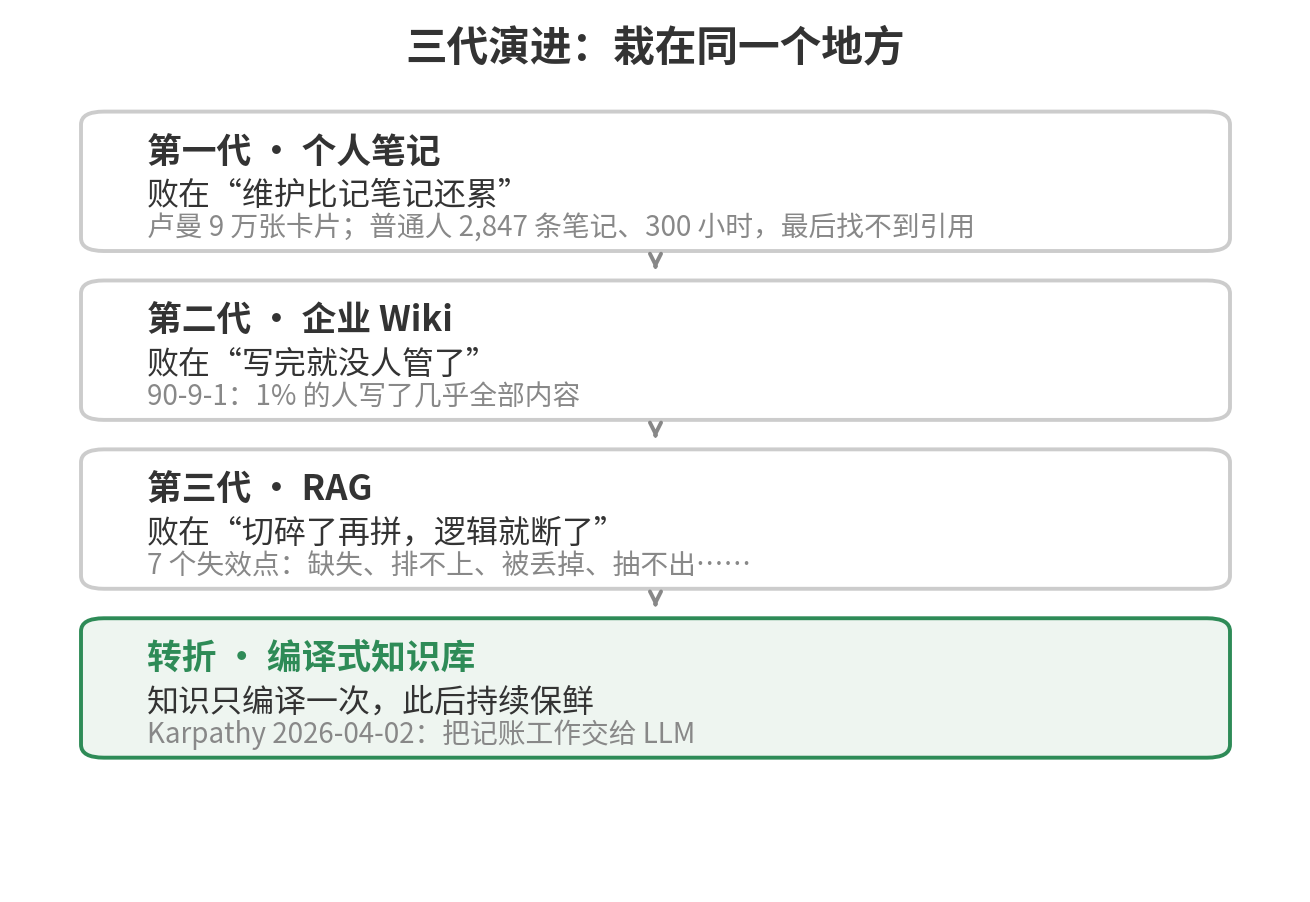 三代演进：栽在同一个地方
第一代 · 个人笔记
败在“维护比记笔记还累”
卢曼 9 万张卡片；普通人 2,847 条笔记、300 小时，最后找不到引用
第二代 · 企业 Wiki
败在“写完就没人管了”
90-9-1：1% 的人写了几乎全部内容
第三代 · RAG
败在“切碎了再拼，逻辑就断了”
7 个失效点：缺失、排不上、被丢掉、抽不出……
转折 · 编译式知识库
知识只编译一次，此后持续保鲜
Karpathy 2026-04-02：把记账工作交给 LLM